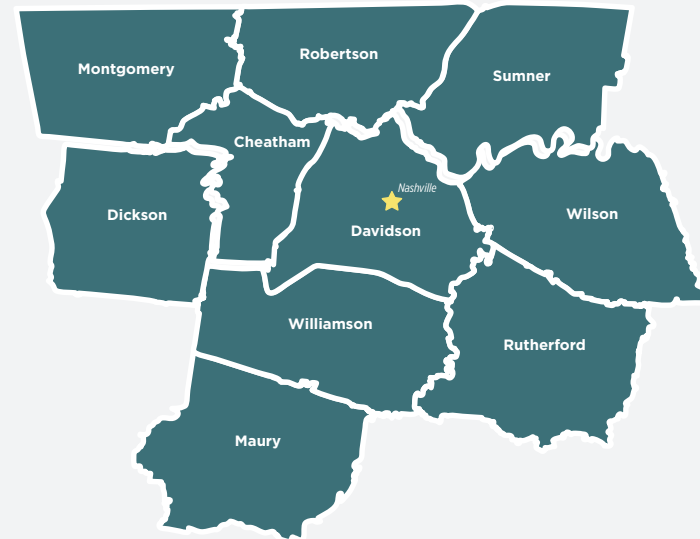 Montgomery
Robertson
Sumner
Cheatham
Nashville
Dickson
Wilson
Davidson
Williamson
Rutherford
Maury